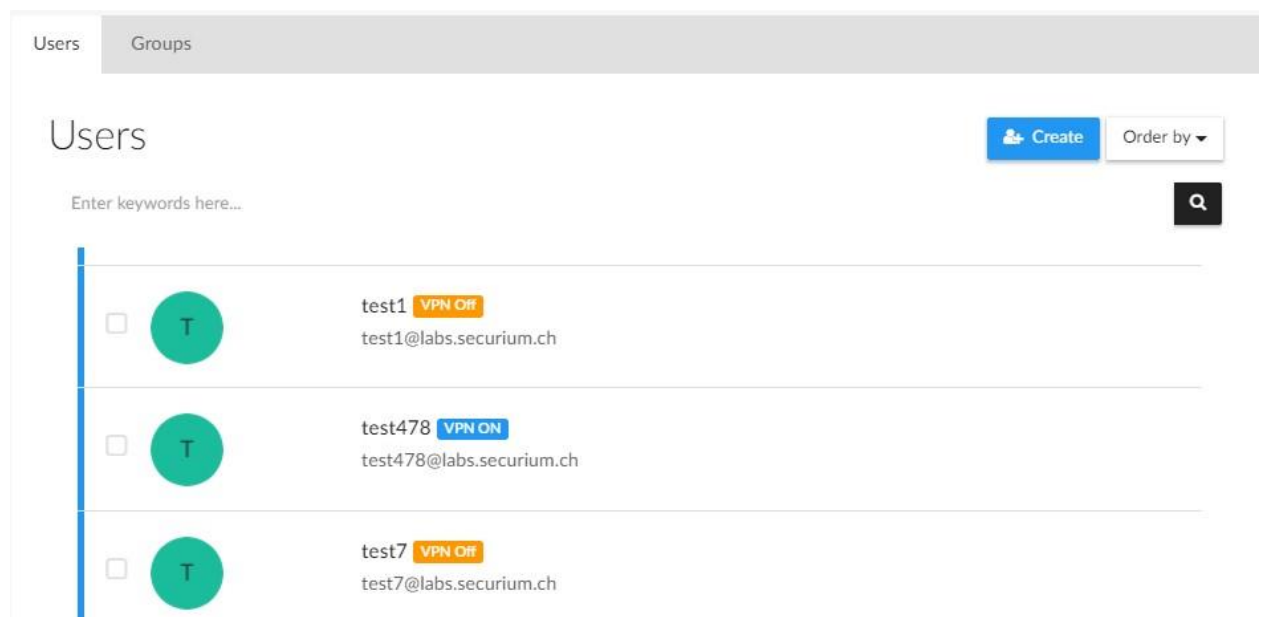 Users Groups
Users
Create Order by
Enter keywords here...
T
test1 VPN Off
test1@labs.securium.ch
T
test478 VPN ON
test478@labs.securium.ch
T
test7 VPN Off
test7@labs.securium.ch